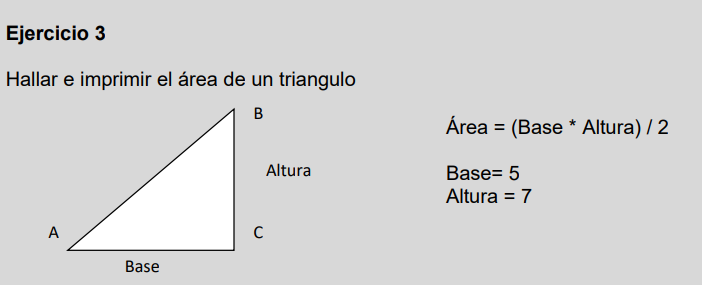 Ejercicio 3
Hallar e imprimir el área de un triangulo
B
Altura
A
C
Base
Área = (Base * Altura) / 2
Base= 5
Altura = 7